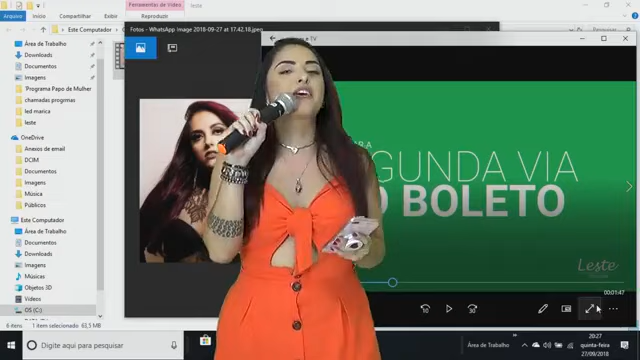 Ferramentas de Vídeo
leste
Arquivo
Início
Compartilhar
Exibir
Reproduzir
Este Computador
Fotos - WhatsApp Image 2018-09-27 at 17.42.18.jpeg
e TV
Área de Trabalho
Downloads
Documentos
Imagens
'Programa Papo de Mulher
chamadas progrmas
led marica
leste
OneDrive
Anexos de email
DCIM
Documentos
Imagens
Música
Públicos
Este Computador
Área de Trabalho
Documentos
Downloads
Imagens
Músicas
Objetos 3D
Vídeos
OS (C:)
GUNDA VIA
O BOLETO
Leste
00:01:47
10
30
6 itens
1 item selecionado 63,5 MB
Digite aqui para pesquisar
Área de Trabalho
20:27
quinta-feira
27/09/2018